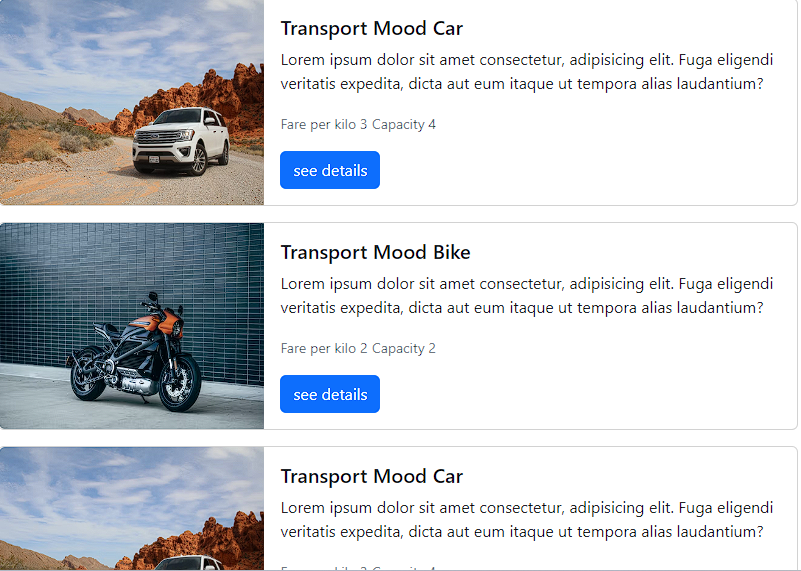 Transport Mood Car
Lorem ipsum dolor sit amet consectetur, adipisicing elit. Fuga eligendi
veritatis expedita, dicta aut eum itaque ut tempora alias laudantium?
Fare per kilo 3 Capacity 4
see details
Transport Mood Bike
Lorem ipsum dolor sit amet consectetur, adipisicing elit. Fuga eligendi
veritatis expedita, dicta aut eum itaque ut tempora alias laudantium?
Fare per kilo 2 Capacity 2
see details
Transport Mood Car
Lorem ipsum dolor sit amet consectetur, adipisicing elit. Fuga eligendi
veritatis expedita, dicta aut eum itaque ut tempora alias laudantium?